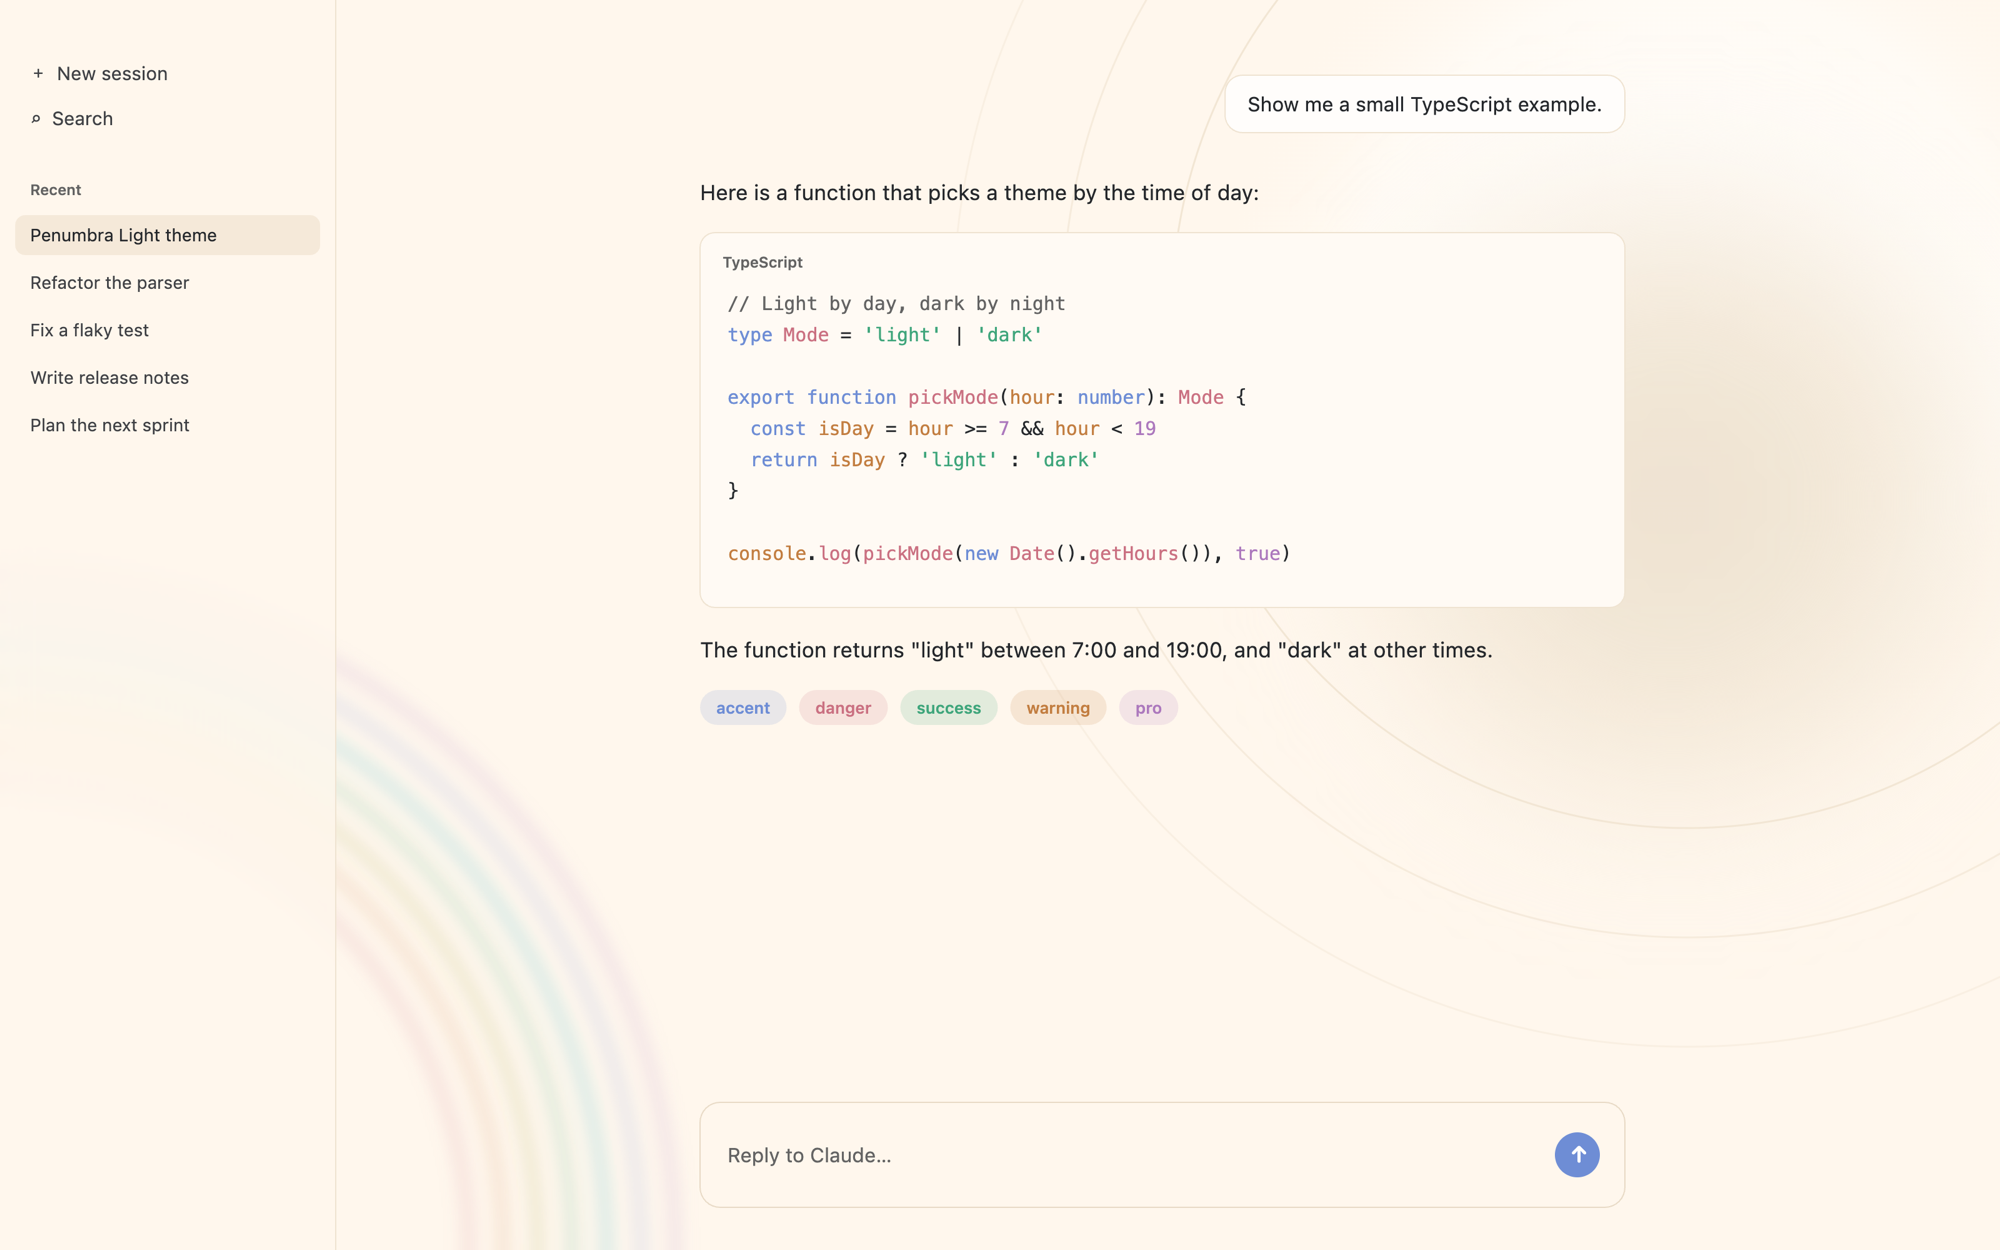 + New session
Search
Recent
Penumbra Light theme
Refactor the parser
Fix a flaky test
Write release notes
Plan the next sprint
Show me a small TypeScript example.
Here is a function that picks a theme by the time of day:
TypeScript
// Light by day, dark by night
type Mode = 'light' | 'dark'
export function pickMode(hour: number): Mode {
  const isDay = hour >= 7 && hour < 19
  return isDay ? 'light' : 'dark'
}
console.log(pickMode(new Date().getHours()), true)
The function returns "light" between 7:00 and 19:00, and "dark" at other times.
accent danger success warning pro
Reply to Claude...